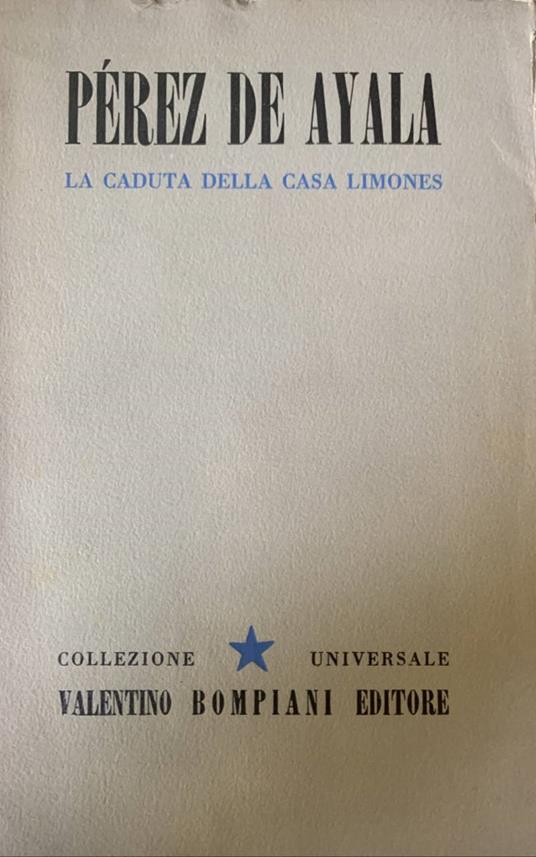 PÉREZ DE AYALA
LA CADUTA DELLA CASA LIMONES
COLLEZIONE UNIVERSALE
VALENTINO BOMPIANI EDITORE